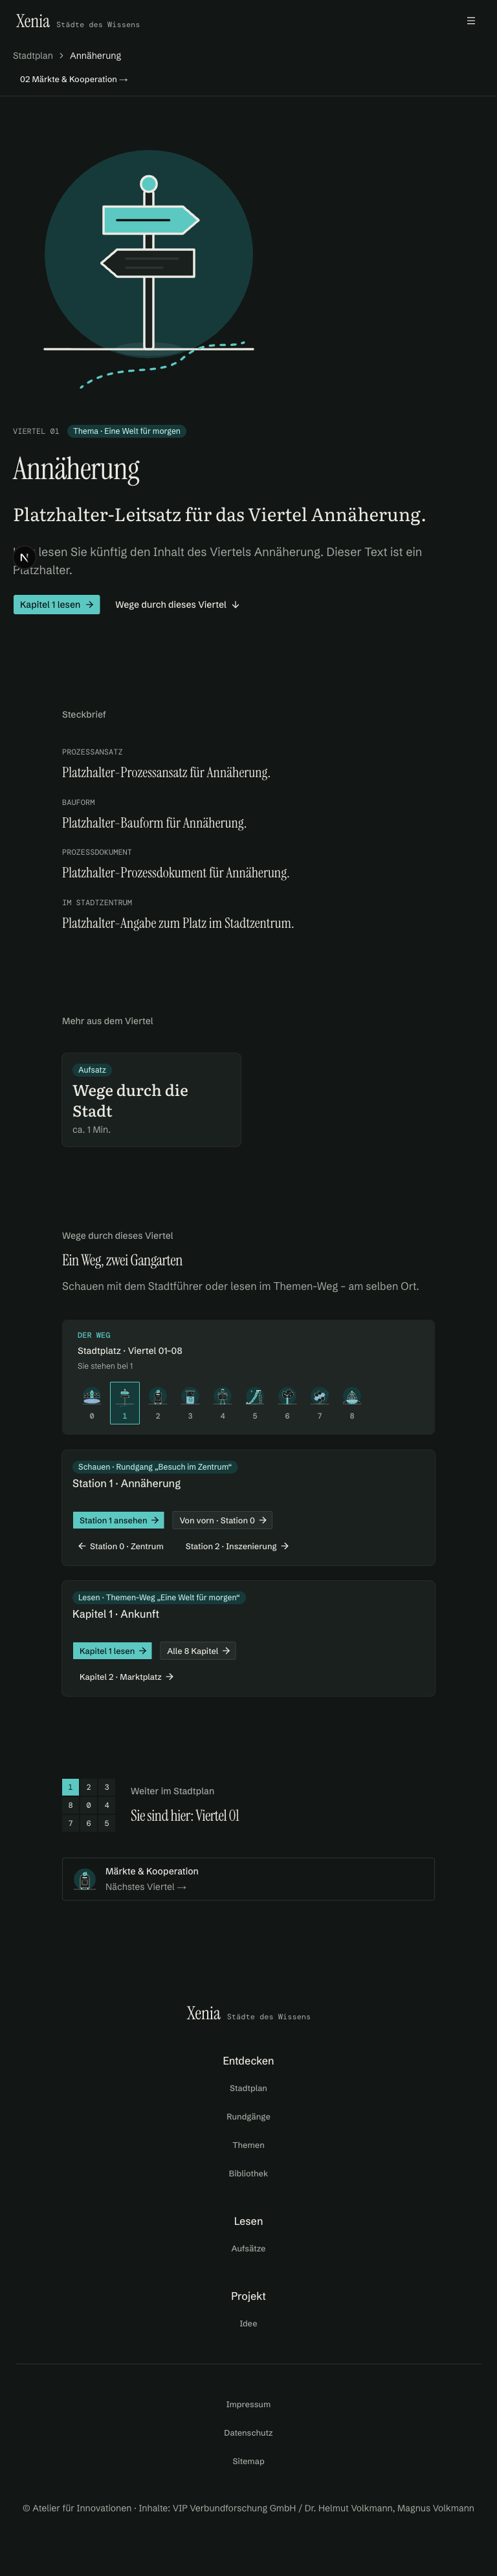 Xenia Städte des Wissens
Stadtplan > Annäherung
02 Märkte & Kooperation →
VIERTEL 01 Thema · Eine Welt für morgen
Annäherung
Platzhalter-Leitsatz für das Viertel Annäherung.
lesen Sie künftig den Inhalt des Viertels Annäherung. Dieser Text ist ein
Platzhalter.
Kapitel 1 lesen → Wege durch dieses Viertel ↓
Steckbrief
PROZESSANSATZ
Platzhalter-Prozessansatz für Annäherung.
BAUFORM
Platzhalter-Bauform für Annäherung.
PROZESSDOKUMENT
Platzhalter-Prozessdokument für Annäherung.
IM STADTZENTRUM
Platzhalter-Angabe zum Platz im Stadtzentrum.
Mehr aus dem Viertel
Aufsatz
Wege durch die
Stadt
ca. 1 Min.
Wege durch dieses Viertel
Ein Weg, zwei Gangarten
Schauen mit dem Stadtführer oder lesen im Themen-Weg – am selben Ort.
DER WEG
Stadtplatz · Viertel 01–08
Sie stehen bei 1
0 1 2 3 4 5 6 7 8
Schauen · Rundgang „Besuch im Zentrum“
Station 1 · Annäherung
Station 1 ansehen → Von vorn · Station 0 →
← Station 0 · Zentrum Station 2 · Inszenierung →
Lesen · Themen-Weg „Eine Welt für morgen“
Kapitel 1 · Ankunft
Kapitel 1 lesen → Alle 8 Kapitel →
Kapitel 2 · Marktplatz →
1 2 3
8 0 4
7 6 5
Weiter im Stadtplan
Sie sind hier: Viertel 01
Märkte & Kooperation
Nächstes Viertel →
Xenia Städte des Wissens
Entdecken
Stadtplan
Rundgänge
Themen
Bibliothek
Lesen
Aufsätze
Projekt
Idee
Impressum
Datenschutz
Sitemap
© Atelier für Innovationen · Inhalte: VIP Verbundforschung GmbH / Dr. Helmut Volkmann, Magnus Volkmann